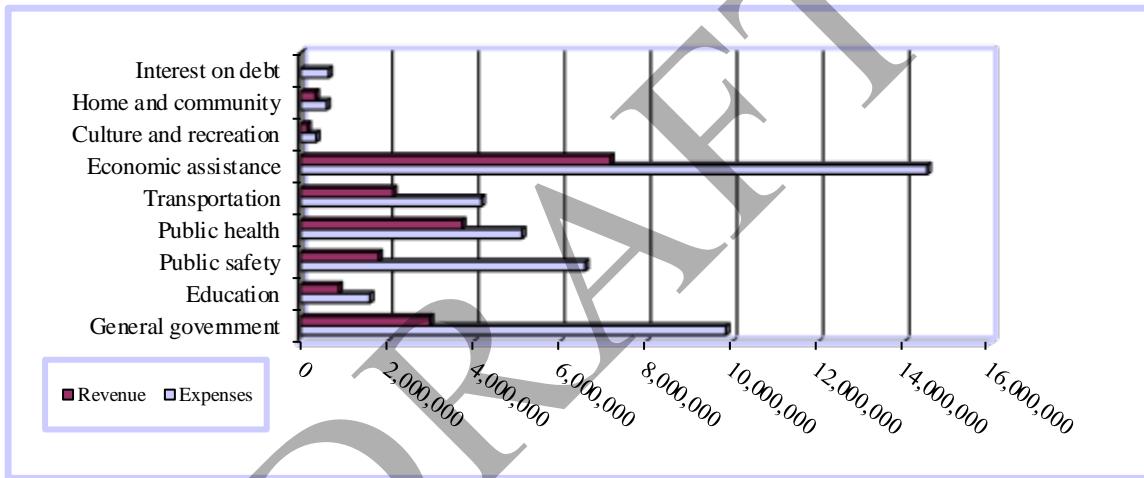 Interest on debt
Home and community
Culture and recreation
Economic assistance
Transportation
Public health
Public safety
Education
General government
0
2,000,000
4,000,000
6,000,000
8,000,000
10,000,000
12,000,000
14,000,000
16,000,000
Revenue Expenses
DRAFT